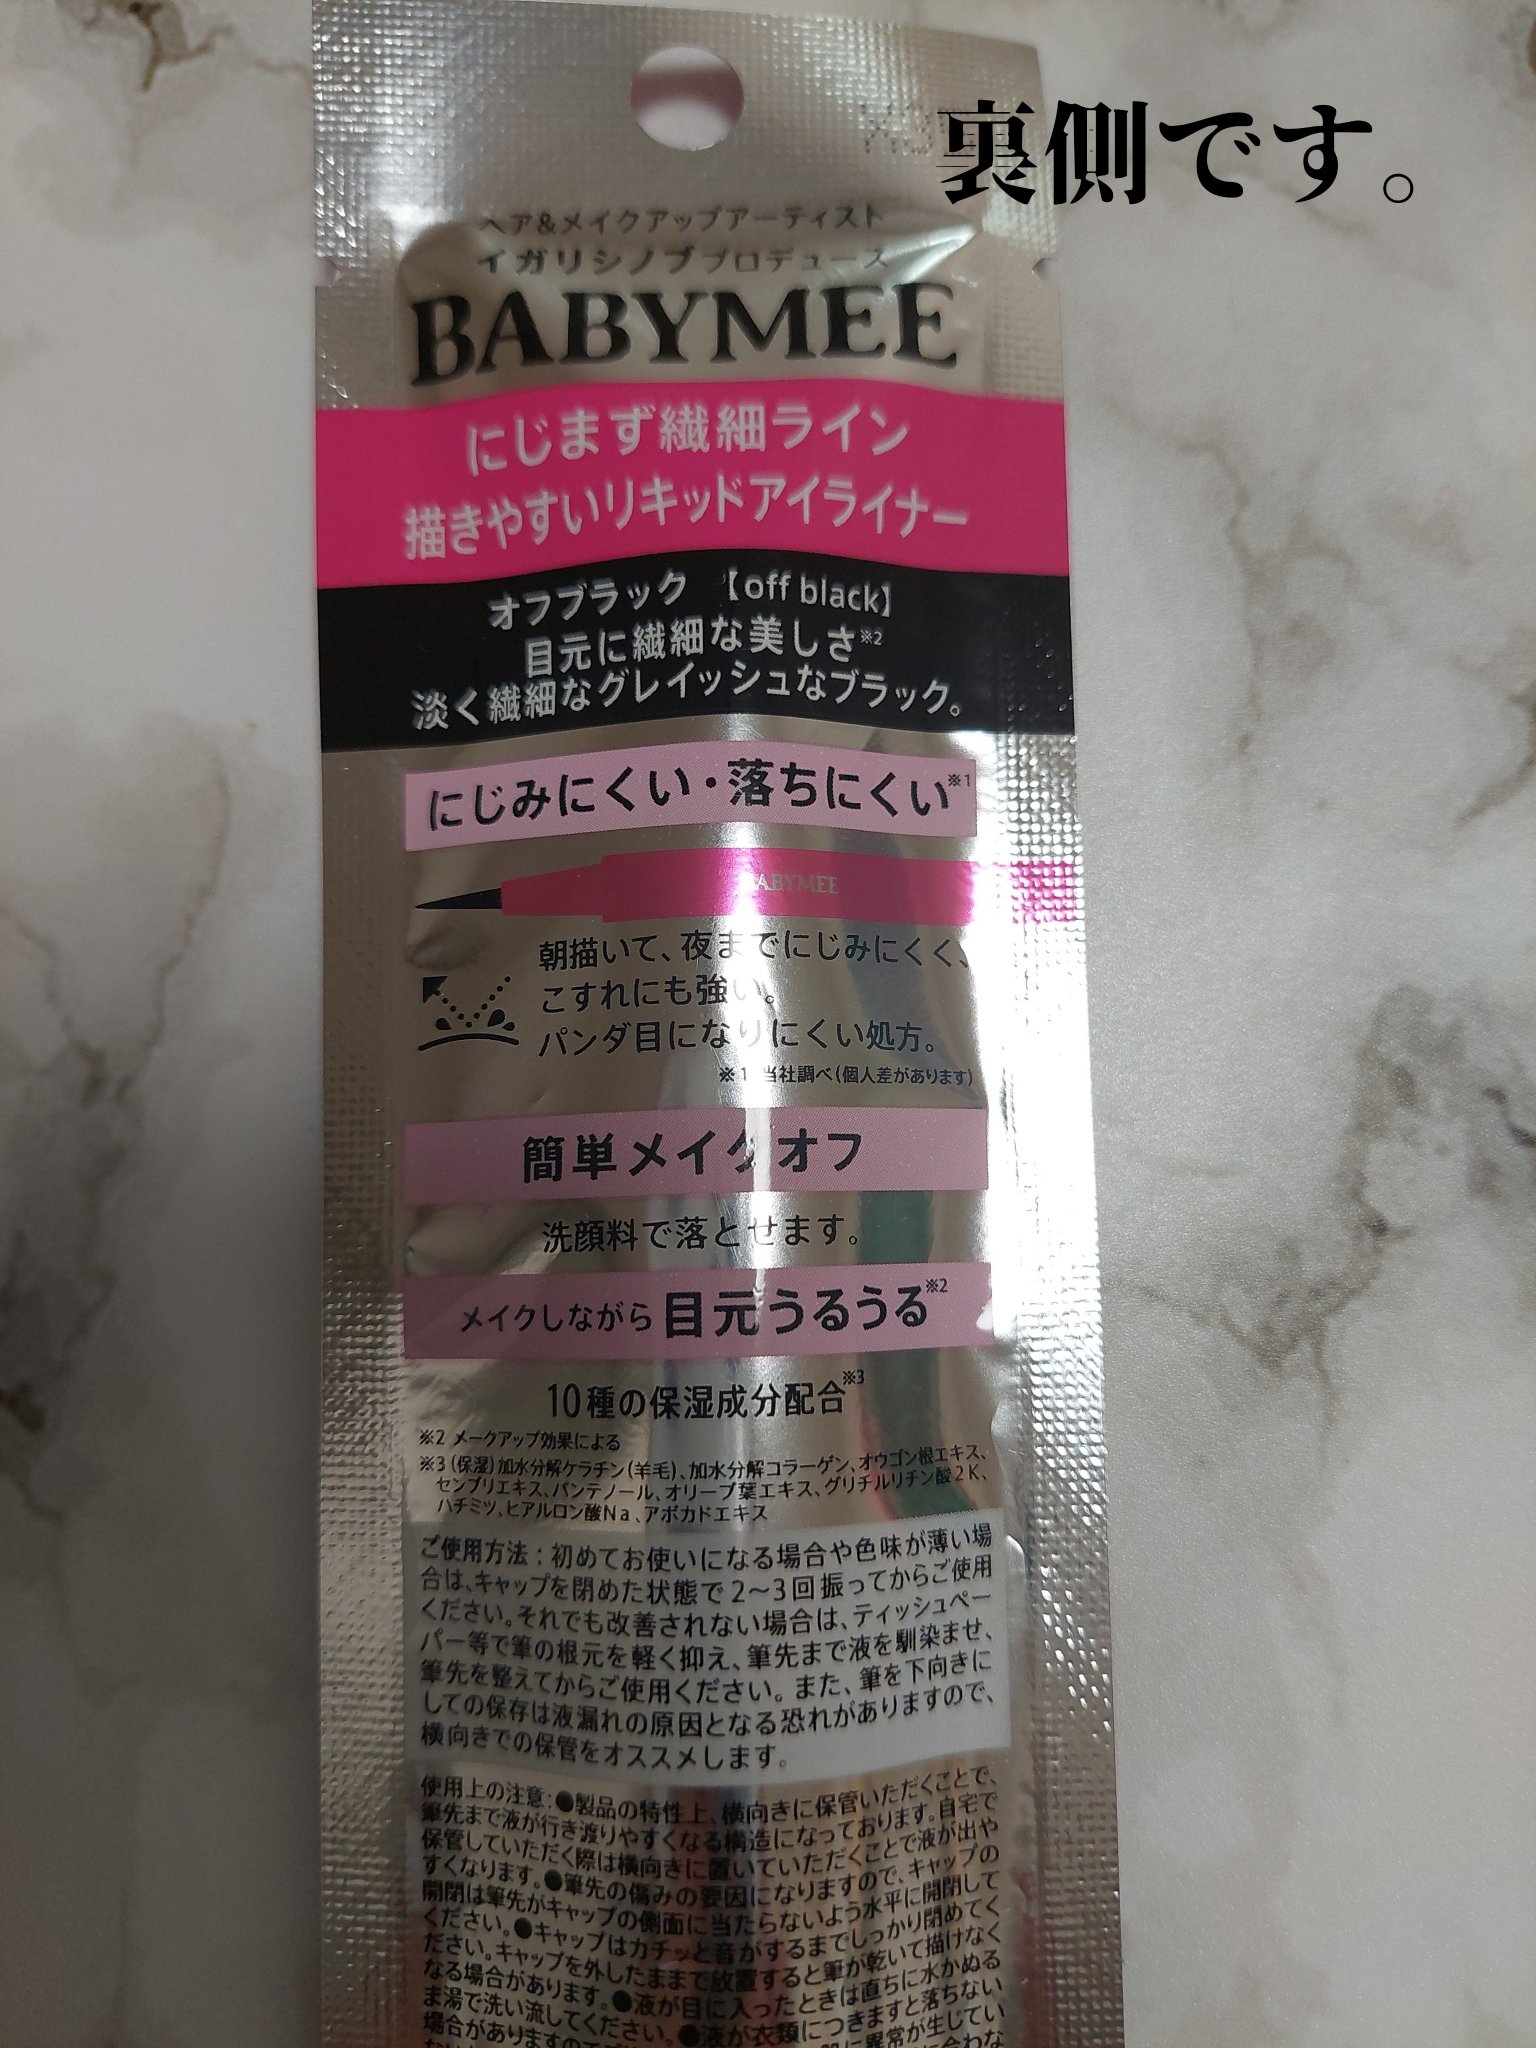 裏側です。
ヘア&メイクアップアーティスト
イガリシノブプロデュース
BABYMEE
にじまず繊細ライン
描きやすいリキッドアイライナー
オフブラック 【off black】
目元に繊細な美しさ※2
淡く繊細なグレイッシュなブラック。
にじみにくい・落ちにくい※1
BABYMEE
朝描いて、夜までにじみにくく、
こすれにも強い。
パンダ目になりにくい処方。
※1 当社調べ(個人差があります)
簡単メイクオフ
洗顔料で落とせます。
メイクしながら目元うるうる※2
10種の保湿成分配合※3
※2 メークアップ効果による
※3 (保湿)加水分解ケラチン(羊毛)、加水分解コラーゲン、オウゴン根エキス、
センブリエキス、パンテノール、オリーブ葉エキス、グリチルリチン酸2K、
ハチミツ、ヒアルロン酸Na、アボカドエキス
ご使用方法:初めてお使いになる場合や色味が薄い場
合は、キャップを閉めた状態で2〜3回振ってからご使用
ください。それでも改善されない場合は、ティッシュペー
パー等で筆の根元を軽く抑え、筆先まで液を馴染ませ、
筆先を整えてからご使用ください。また、筆を下向きに
しての保存は液漏れの原因となる恐れがありますので、
横向きでの保管をオススメします。
使用上の注意:●製品の特性上、横向きに保管いただくことで、
筆先まで液が行き渡りやすくなる構造になっております。自宅で
保管していただく際は横向きに置いていただくことで液が出や
すくなります。●筆先の傷みの要因になりますので、キャップの
開閉は筆先がキャップの側面に当たらないよう水平に開閉して
ください。●キャップはカチッと音がするまでしっかり閉めてく
ださい。キャップを外したままで放置すると筆が乾いて描けなく
なる場合があります。●液が目に入ったときは直ちに水かぬる
ま湯で洗い流してください。●液が衣類につきますと落ちない
場合がありますので
に異常が生じてい
に合わな